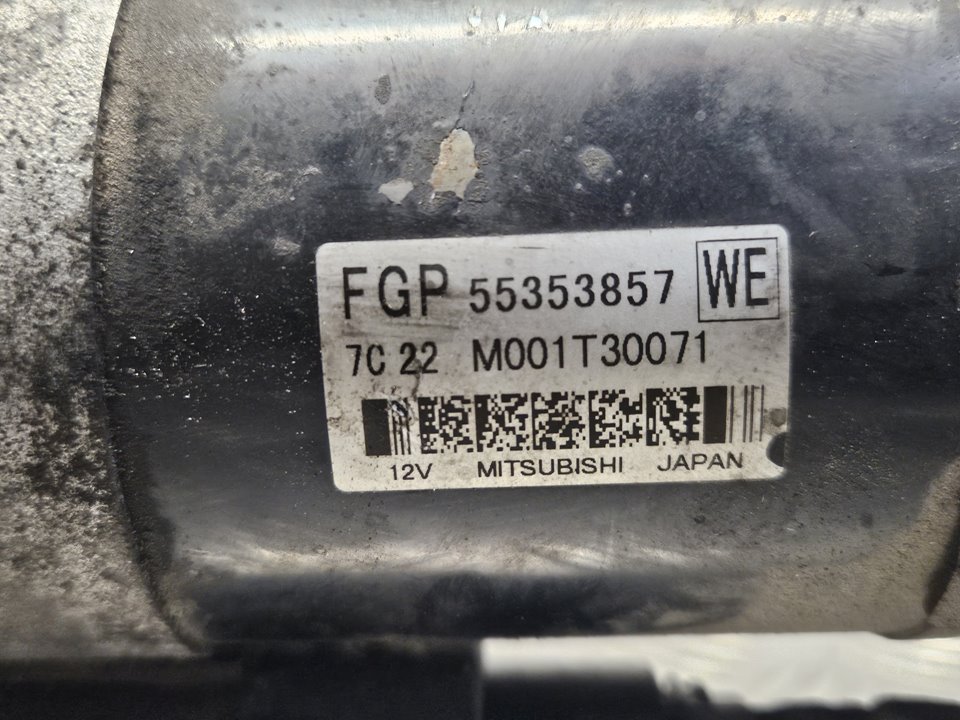 FGP 55353857 WE
7C 22 M001T30071
12V MITSUBISHI JAPAN